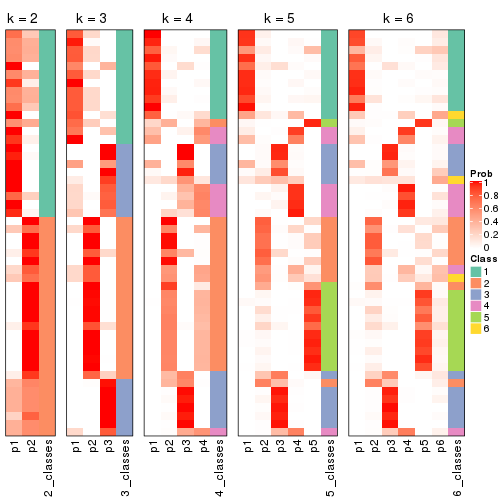 k = 2
k = 3
k = 4
k = 5
k = 6
Prob
1
0.8
0.6
0.4
0.2
0
Class
1
2
3
4
5
6
p1
p2
2_classes
p1
p2
p3
3_classes
p1
p2
p3
p4
4_classes
p1
p2
p3
p4
p5
5_classes
p1
p2
p3
p4
p5
p6
6_classes